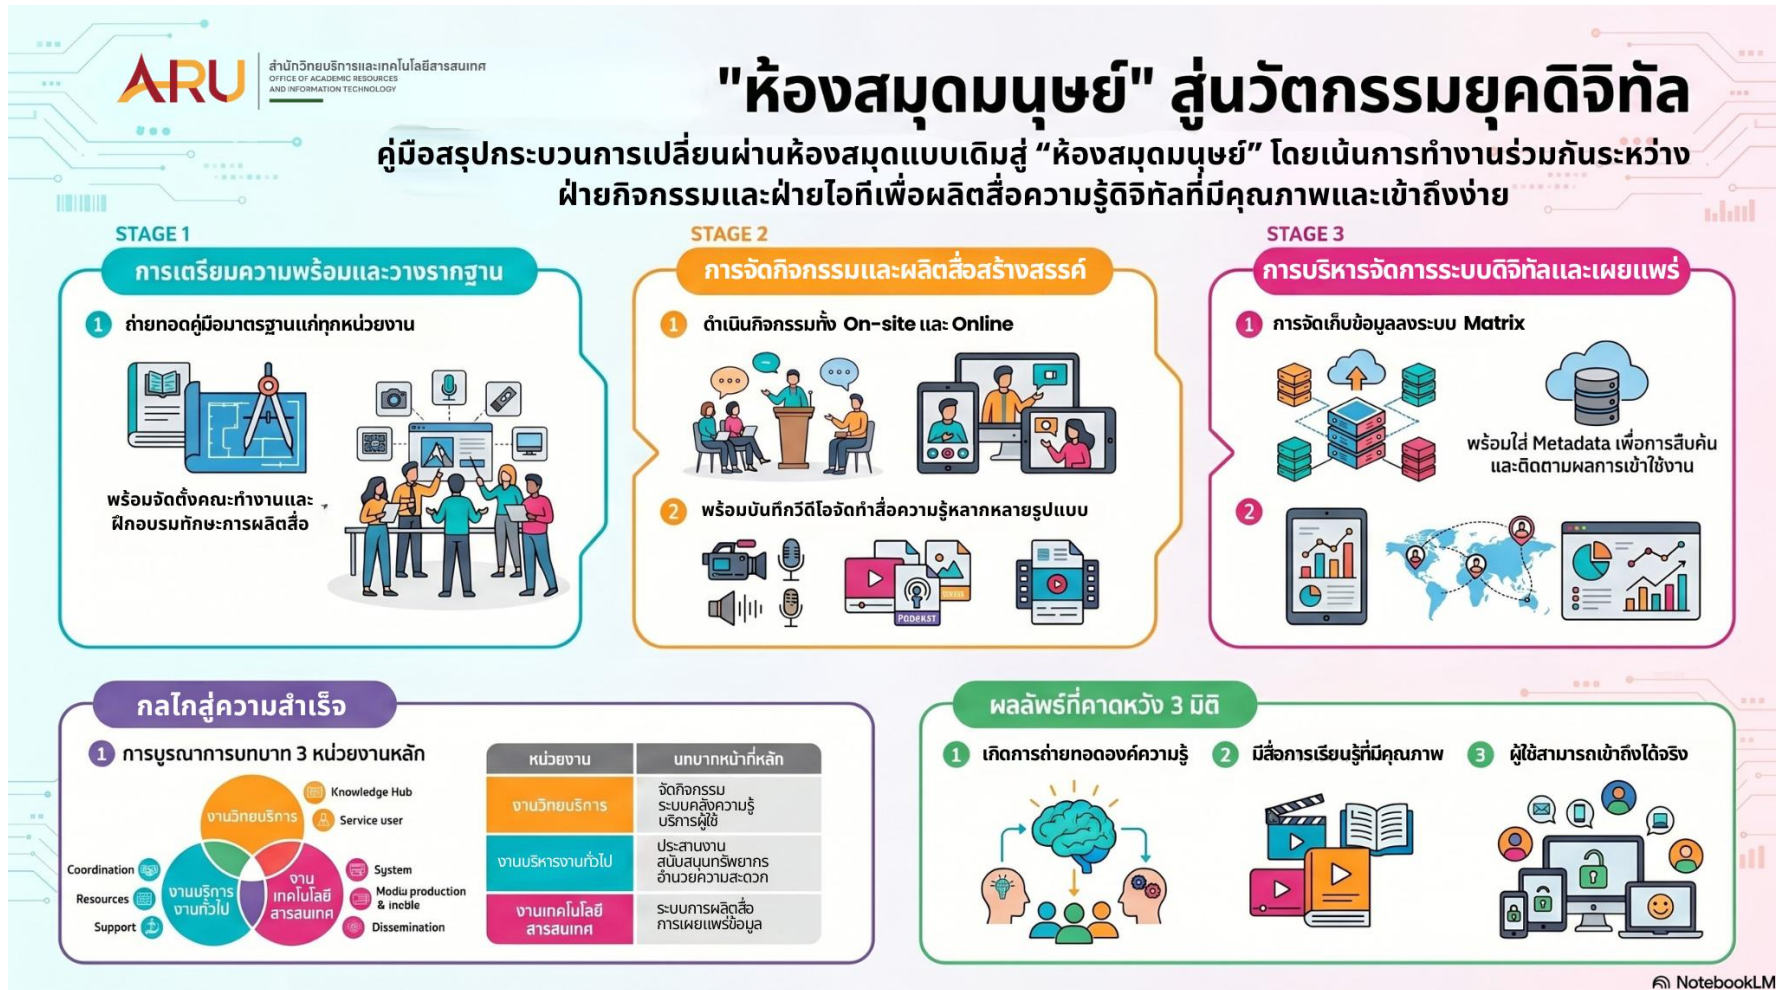 ARU
สำนักวิทยบริการและเทคโนโลยีสารสนเทศ
OFFICE OF ACADEMIC RESOURCES
AND INFORMATION TECHNOLOGY
"ห้องสมุดมนุษย์" สู่นวัตกรรมยุคดิจิทัล
คู่มือสรุปกระบวนการเปลี่ยนผ่านห้องสมุดแบบเดิมสู่ “ห้องสมุดมนุษย์” โดยเน้นการทำงานร่วมกันระหว่าง
ฝ่ายกิจกรรมและฝ่ายไอทีเพื่อผลิตสื่อความรู้ดิจิทัลที่มีคุณภาพและเข้าถึงง่าย
STAGE 1
การเตรียมความพร้อมและวางรากฐาน
1 ถ่ายทอดคู่มือมาตรฐานแก่ทุกหน่วยงาน
พร้อมจัดตั้งคณะทำงานและ
ฝึกอบรมทักษะการผลิตสื่อ
STAGE 2
การจัดกิจกรรมและผลิตสื่อสร้างสรรค์
1 ดำเนินกิจกรรมทั้ง On-site และ Online
2 พร้อมบันทึกวีดีโอจัดทำสื่อความรู้หลากหลายรูปแบบ
PODEKST
STAGE 3
การบริหารจัดการระบบดิจิทัลและเผยแพร่
1 การจัดเก็บข้อมูลลงระบบ Matrix
พร้อมใส่ Metadata เพื่อการสืบค้น
และติดตามผลการเข้าใช้งาน
2
กลไกสู่ความสำเร็จ
1 การบูรณาการบทบาท 3 หน่วยงานหลัก
งานวิทยบริการ
Knowledge Hub
Service user
งานบริการ
งานทั่วไป
Coordination
Resources
Support
งาน
เทคโนโลยี
สารสนเทศ
System
Modiu production
& incble
Dissemination
หน่วยงาน บทบาทหน้าที่หลัก
งานวิทยบริการ
จัดกิจกรรม
ระบบคลังความรู้
บริการผู้ใช้
งานบริหารงานทั่วไป
ประสานงาน
สนับสนุนทรัพยากร
อำนวยความสะดวก
งานเทคโนโลยี
สารสนเทศ
ระบบการผลิตสื่อ
การเผยแพร่ข้อมูล
ผลลัพธ์ที่คาดหวัง 3 มิติ
1 เกิดการถ่ายทอดองค์ความรู้
2 มีสื่อการเรียนรู้ที่มีคุณภาพ
3 ผู้ใช้สามารถเข้าถึงได้จริง
NotebookLM